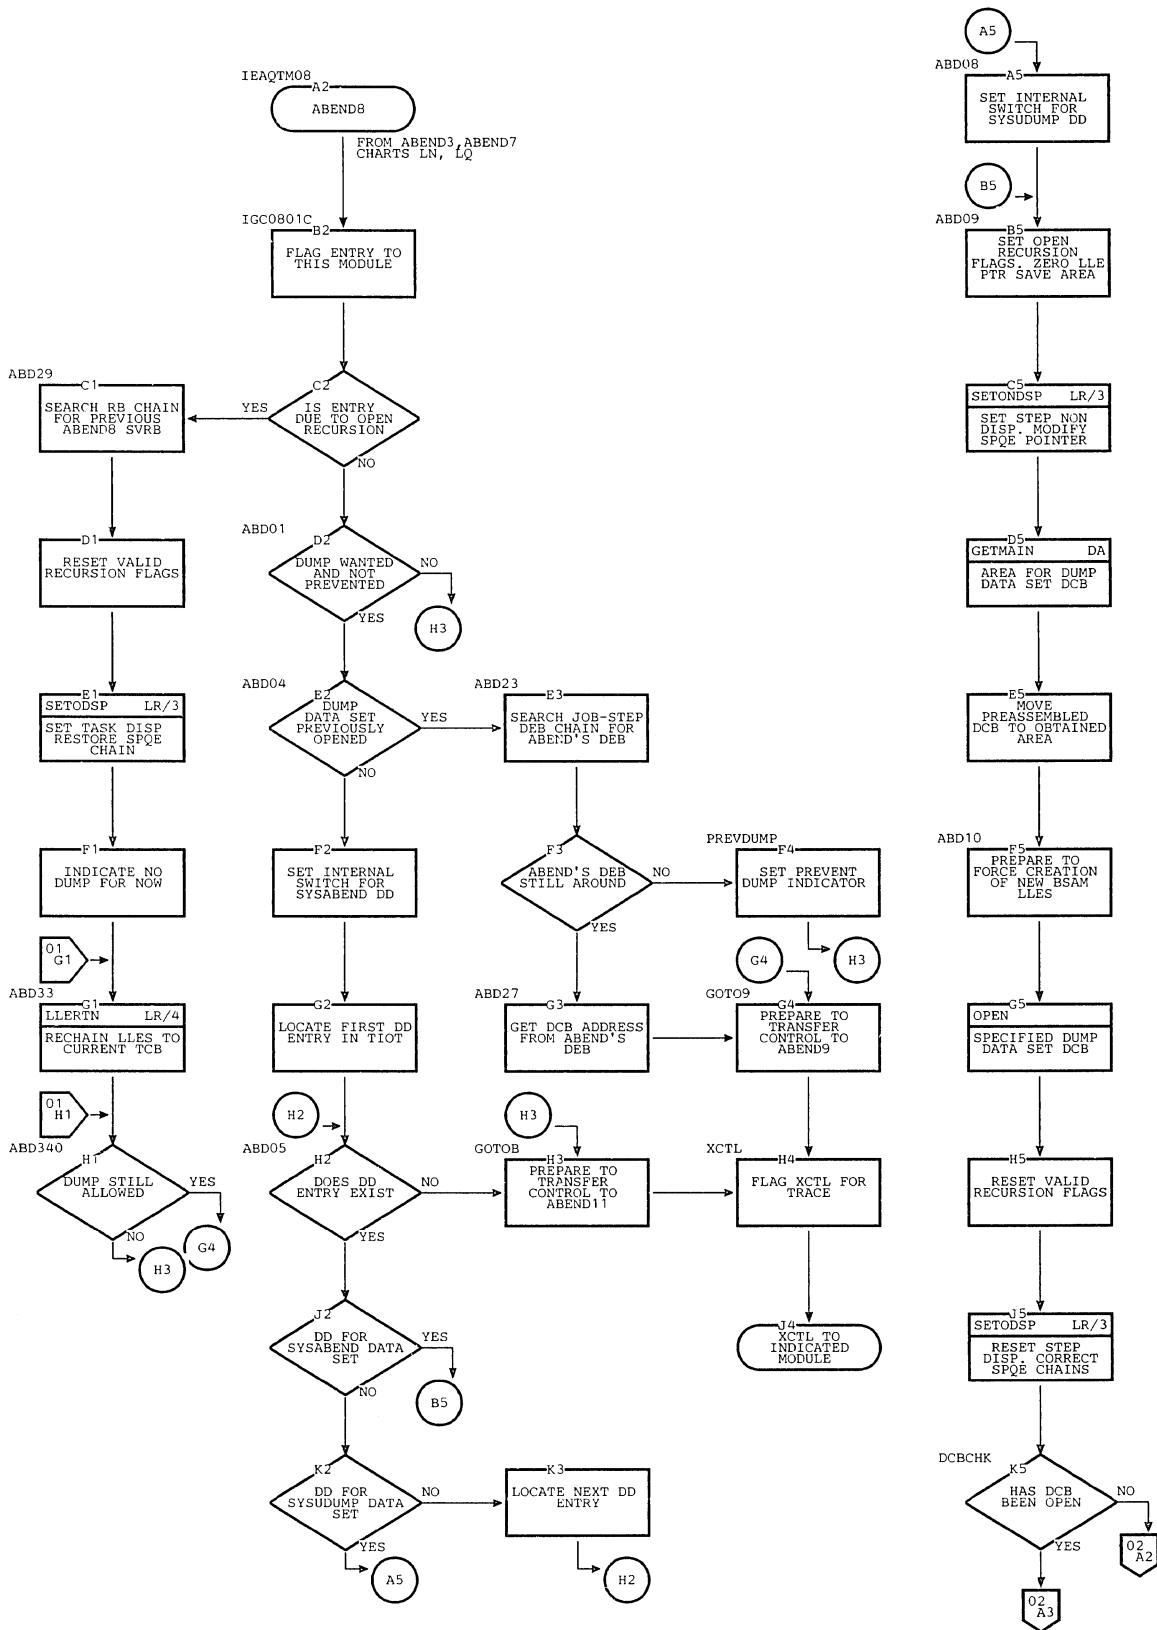 IEAQTM08
A2
ABEND8
FROM ABEND3,ABEND7
CHARTS LN, LQ
IGC0801C
B2
FLAG ENTRY TO
THIS MODULE
C2
IS ENTRY
DUE TO OPEN
RECURSION
YES
NO
ABD29
C1
SEARCH RB CHAIN
FOR PREVIOUS
ABEND8 SVRB
D1
RESET VALID
RECURSION FLAGS
E1
SETODSP LR/3
SET TASK DISP
RESTORE SPQE
CHAIN
F1
INDICATE NO
DUMP FOR NOW
01
G1
ABD33
G1
LLERTN LR/4
RECHAIN LLES TO
CURRENT TCB
01
H1
ABD340
H1
DUMP STILL
ALLOWED
YES
NO
H3
G4
ABD01
D2
DUMP WANTED
AND NOT
PREVENTED
NO
YES
H3
ABD04
E2
DUMP
DATA SET
PREVIOUSLY
OPENED
YES
NO
F2
SET INTERNAL
SWITCH FOR
SYSABEND DD
G2
LOCATE FIRST DD
ENTRY IN TIOT
H2
ABD05
H2
DOES DD
ENTRY EXIST
NO
YES
J2
DD FOR
SYSABEND DATA
SET
YES
NO
B5
K2
DD FOR
SYSUDUMP DATA
SET
NO
YES
A5
K3
LOCATE NEXT DD
ENTRY
H2
ABD23
E3
SEARCH JOB-STEP
DEB CHAIN FOR
ABEND'S DEB
F3
ABEND'S DEB
STILL AROUND
NO
YES
PREVDUMP
F4
SET PREVENT
DUMP INDICATOR
H3
ABD27
G3
GET DCB ADDRESS
FROM ABEND'S
DEB
G4
GOTO9
G4
PREPARE TO
TRANSFER
CONTROL TO
ABEND9
H3
GOTOB
H3
PREPARE TO
TRANSFER
CONTROL TO
ABEND11
XCTL
H4
FLAG XCTL FOR
TRACE
J4
XCTL TO
INDICATED
MODULE
A5
ABD08
A5
SET INTERNAL
SWITCH FOR
SYSUDUMP DD
B5
ABD09
B5
SET OPEN
RECURSION
FLAGS. ZERO LLE
PTR SAVE AREA
C5
SETONDSP LR/3
SET STEP NON
DISP. MODIFY
SPQE POINTER
D5
GETMAIN DA
AREA FOR DUMP
DATA SET DCB
E5
MOVE
PREASSEMBLED
DCB TO OBTAINED
AREA
ABD10
F5
PREPARE TO
FORCE CREATION
OF NEW BSAM
LLES
G5
OPEN
SPECIFIED DUMP
DATA SET DCB
H5
RESET VALID
RECURSION FLAGS
J5
SETODSP LR/3
RESET STEP
DISP. CORRECT
SPQE CHAINS
DCBCHK
K5
HAS DCB
BEEN OPEN
NO
YES
02
A2
02
A3